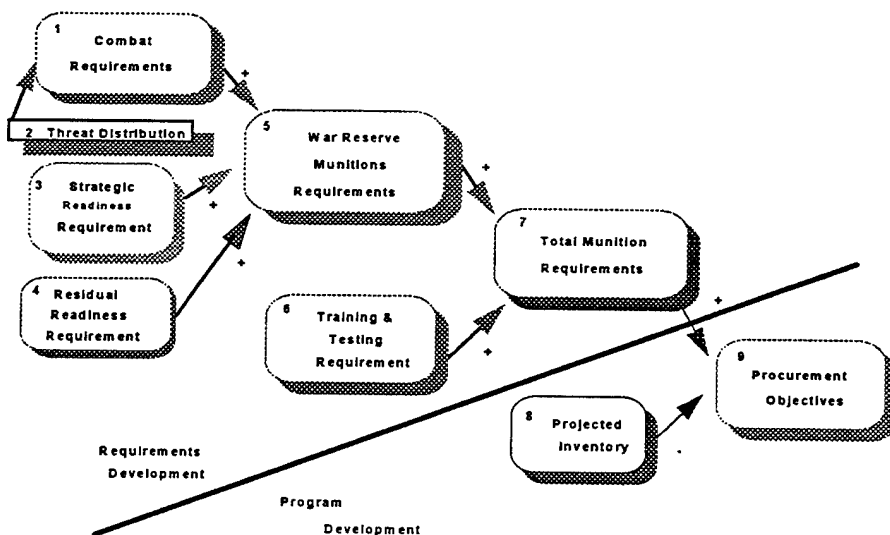 1
Combat
Requirements
+
2 Threat Distribution
3
Strategic
Readiness
Requirement
+
4
Residual
Readiness
Requirement
+
5
War Reserve
Munitions
Requirements
+
6
Training &
Testing
Requirement
+
7
Total Munition
Requirements
+
8
Projected
Inventory
-
9
Procurement
Objectives
Requirements
Development
Program
Development